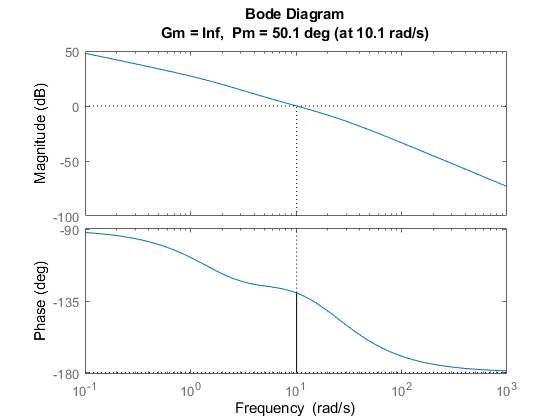 Bode Diagram
Gm = Inf,  Pm = 50.1 deg (at 10.1 rad/s)
Magnitude (dB)
50
0
-50
-100
Phase (deg)
-90
-135
-180
10^-1 10^0 10^1 10^2 10^3
Frequency  (rad/s)